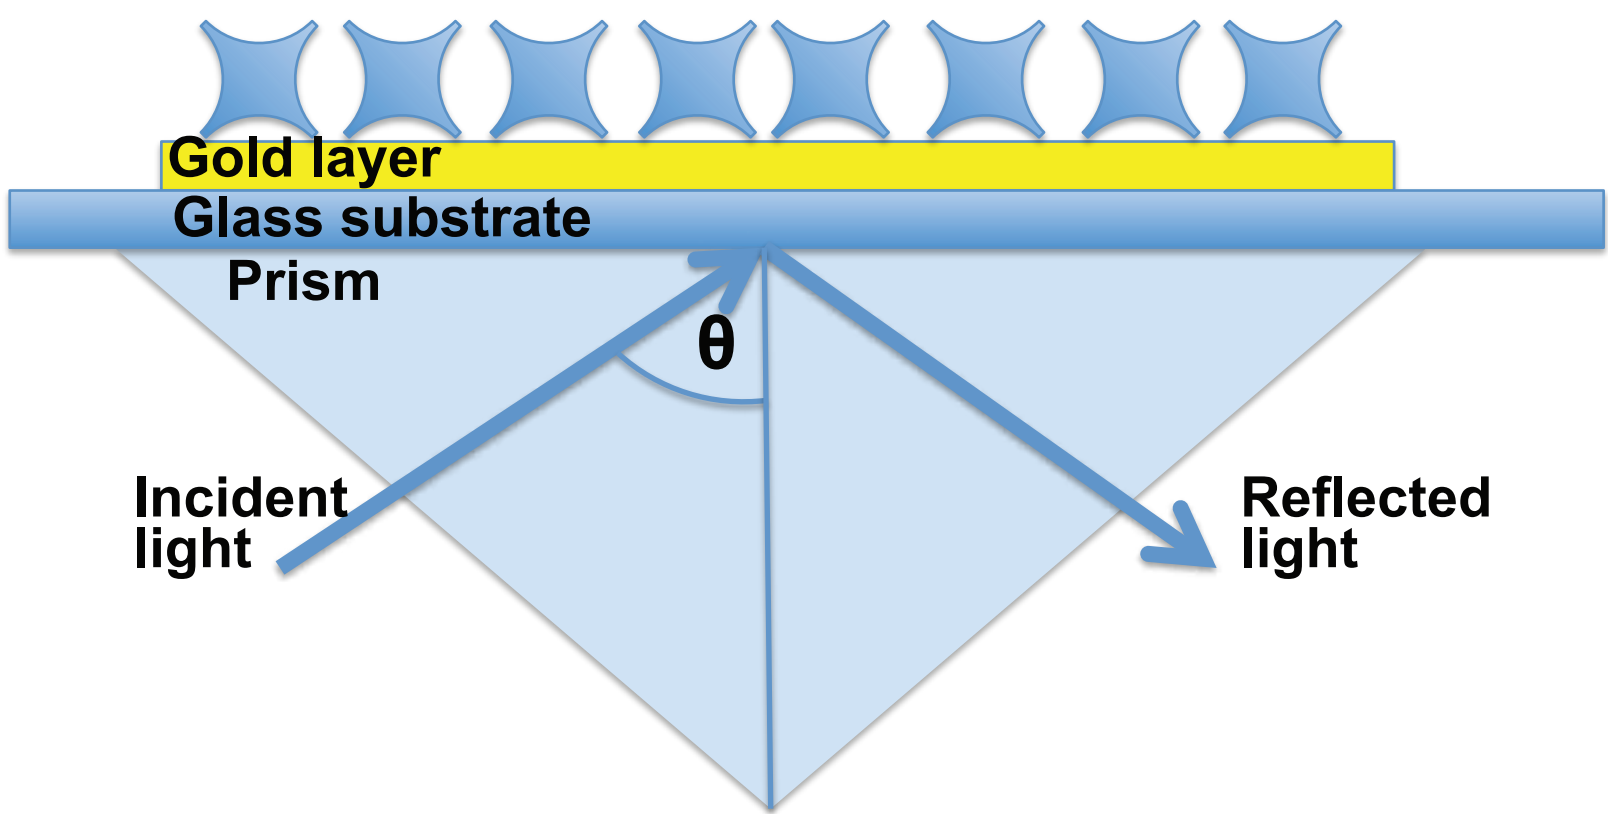 Gold layer
Glass substrate
Prism
θ
Incident
light
Reflected
light